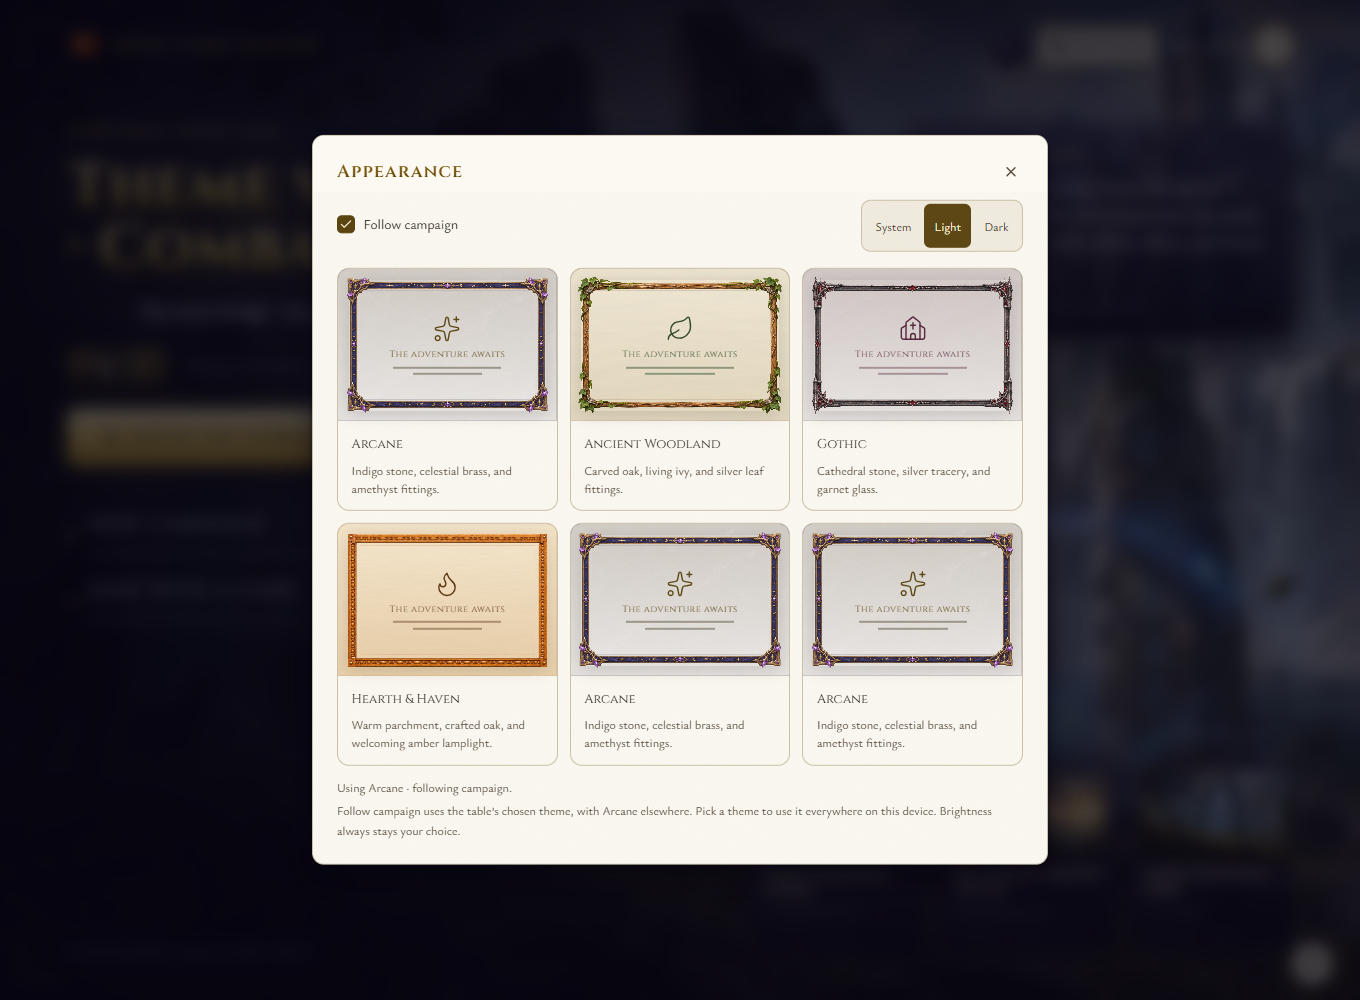 Appearance
Follow campaign
System
Light
Dark
The adventure awaits
The adventure awaits
The adventure awaits
Arcane
Indigo stone, celestial brass, and
amethyst fittings.
Ancient Woodland
Carved oak, living ivy, and silver leaf
fittings.
Gothic
Cathedral stone, silver tracery, and
garnet glass.
The adventure awaits
The adventure awaits
The adventure awaits
Hearth & Haven
Warm parchment, crafted oak, and
welcoming amber lamplight.
Arcane
Indigo stone, celestial brass, and
amethyst fittings.
Arcane
Indigo stone, celestial brass, and
amethyst fittings.
Using Arcane · following campaign.
Follow campaign uses the table's chosen theme, with Arcane elsewhere. Pick a theme to use it everywhere on this device. Brightness
always stays your choice.
Theme